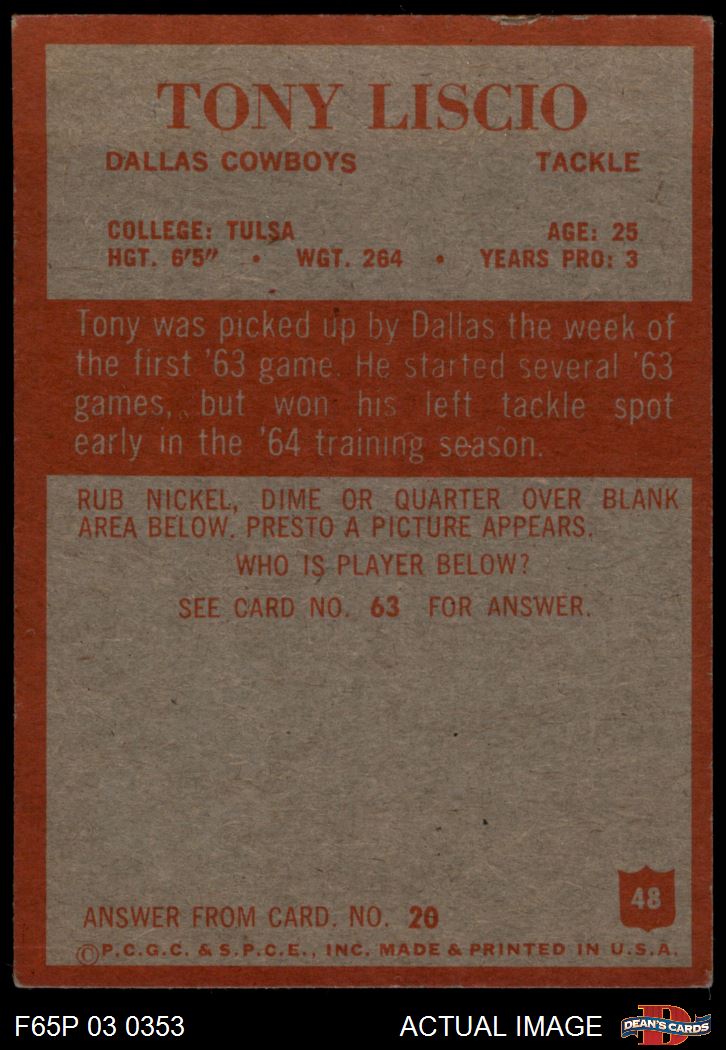 TONY LISCIO
DALLAS COWBOYS TACKLE
COLLEGE: TULSA AGE: 25
HGT. 6'5" • WGT. 264 • YEARS PRO: 3
Tony was picked up by Dallas the week of
the first '63 game. He started several '63
games, but won his left tackle spot
early in the '64 training season.
RUB NICKEL, DIME OR QUARTER OVER BLANK
AREA BELOW. PRESTO A PICTURE APPEARS.
WHO IS PLAYER BELOW?
SEE CARD NO. 63 FOR ANSWER.
48
ANSWER FROM CARD. NO. 20
©P.C.G.C. & S.P.C.E., INC. MADE & PRINTED IN U.S.A.
F65P 03 0353 ACTUAL IMAGE
D
DEAN'S CARDS